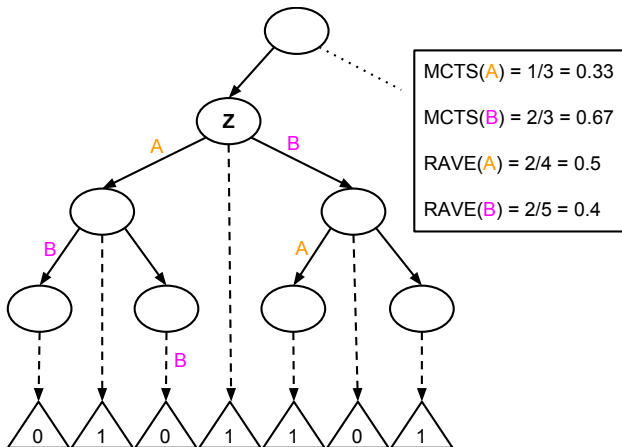 MCTS(A) = 1/3 = 0.33
MCTS(B) = 2/3 = 0.67
RAVE(A) = 2/4 = 0.5
RAVE(B) = 2/5 = 0.4
Z
A
B
B
A
B
0 1 0 1 1 0 1